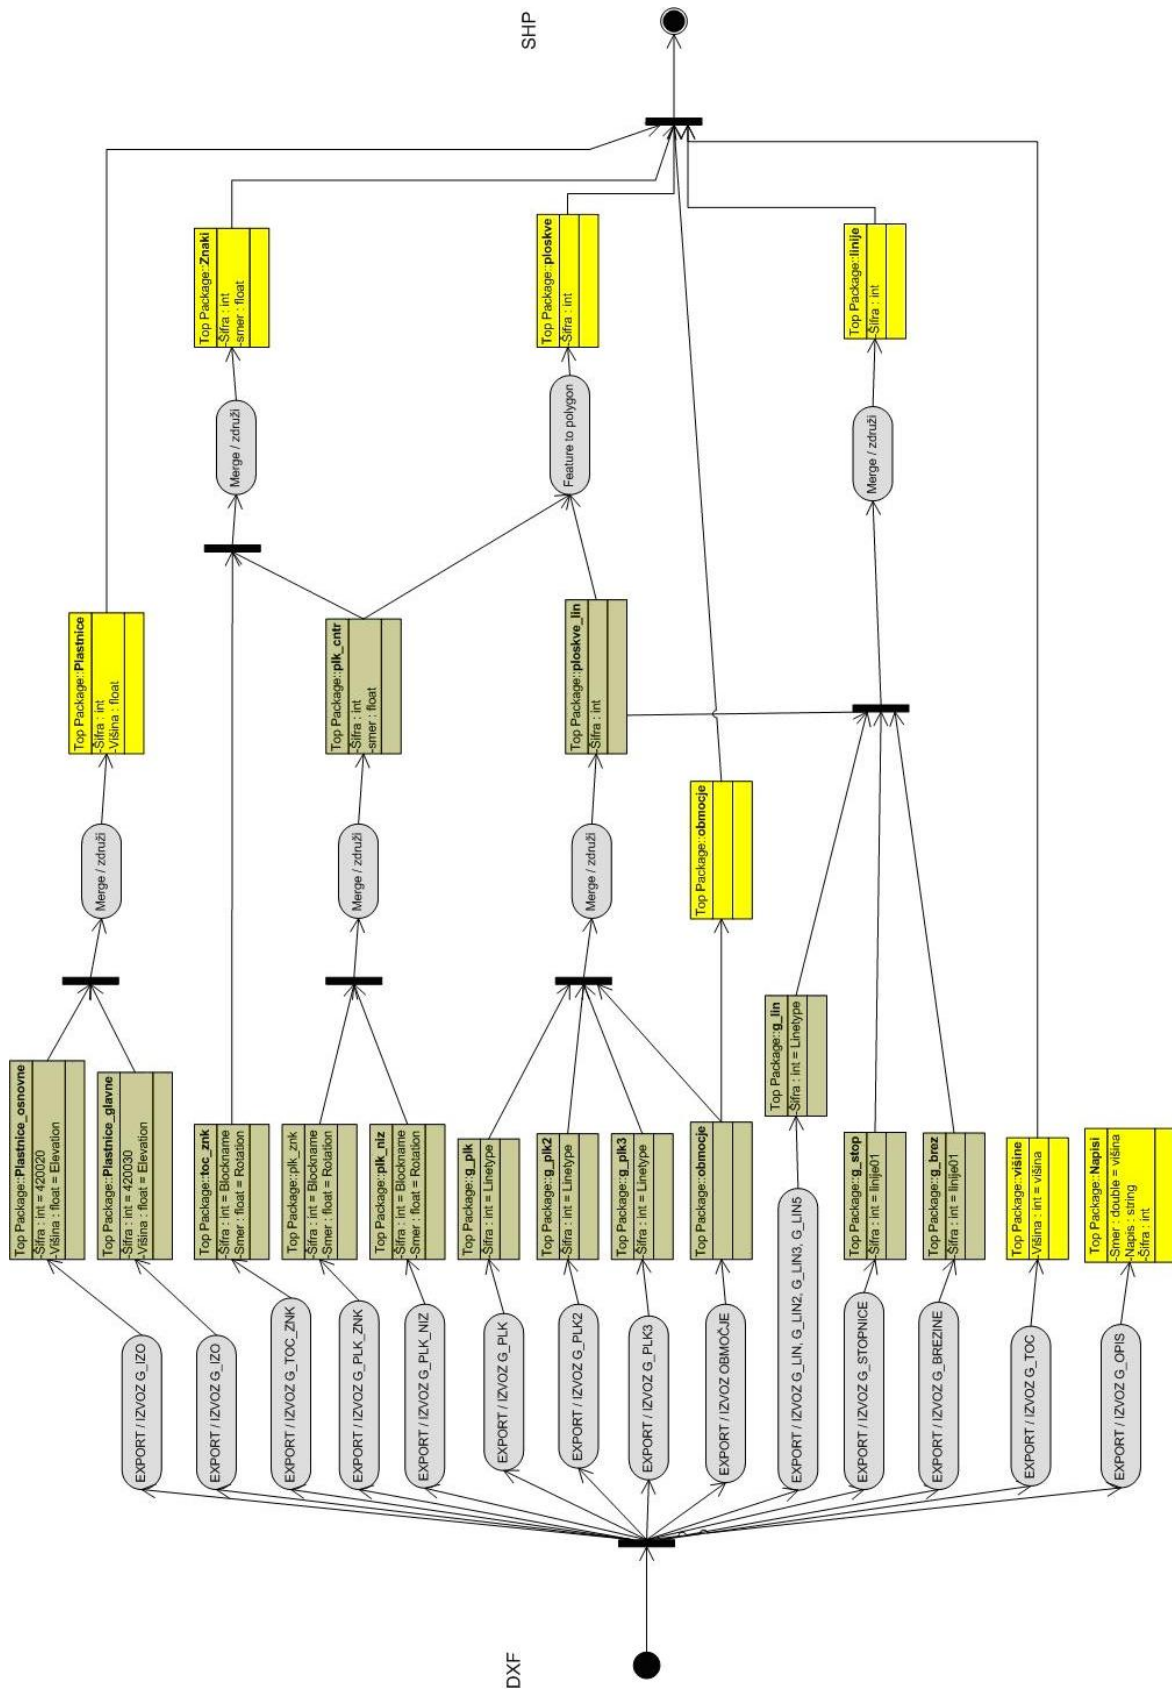 DXF
EXPORT / IZVOZ G_IZO
EXPORT / IZVOZ G_IZO
EXPORT / IZVOZ G_TOC_ZNK
EXPORT / IZVOZ G_PLK_ZNK
EXPORT / IZVOZ G_PLK_NIZ
EXPORT / IZVOZ G_PLK
EXPORT / IZVOZ G_PLK2
EXPORT / IZVOZ G_PLK3
EXPORT / IZVOZ OBMOČJE
EXPORT / IZVOZ G_LIN, G_LIN2, G_LIN3, G_LIN5
EXPORT / IZVOZ G_STOPNICE
EXPORT / IZVOZ G_BREZINE
EXPORT / IZVOZ G_TOC
EXPORT / IZVOZ G_OPIS
Top Package::Plastnice_osnovne
-Šifra : int = 420020
-Višina : float = Elevation
Top Package::Plastnice_glavne
-Šifra : int = 420030
-Višina : float = Elevation
Top Package::toc_znk
-Šifra : int = Blockname
-Smer : float = Rotation
Top Package::plk_znk
-Šifra : int = Blockname
-Smer : float = Rotation
Top Package::plk_niz
-Šifra : int = Blockname
-Smer : float = Rotation
Top Package::g_plk
-Šifra : int = Linetype
Top Package::g_plk2
-Šifra : int = Linetype
Top Package::g_plk3
-Šifra : int = Linetype
Top Package::obmocje
Top Package::g_lin
-Šifra : int = Linetype
Top Package::g_stop
-Šifra : int = linije01
Top Package::g_brez
-Šifra : int = linije01
Top Package::višine
-Višina : int = višina
Top Package::Napisi
-Smer : double = višina
-Napis : string
-Šifra : int
Merge / združi
Merge / združi
Merge / združi
Top Package::obmocje
Top Package::Plastnice
-Šifra : int
-Višina : float
Top Package::plk_cntr
-Šifra : int
-smer : float
Top Package::ploskve_lin
-Šifra : int
Merge / združi
Feature to polygon
Merge / združi
Top Package::Znaki
-Šifra : int
-smer : float
Top Package::ploskve
-Šifra : int
Top Package::linije
-Šifra : int
SHP